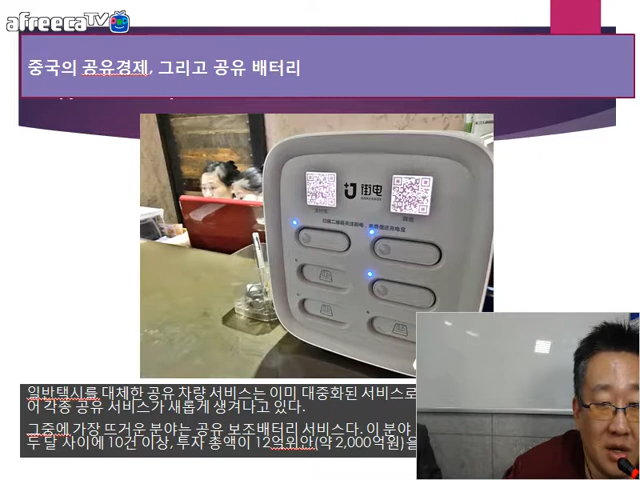 afreecaTV
중국의 공유경제, 그리고 공유 배터리
街电
일반택시를 대체한 공유 차량 서비스는 이미 대중화된 서비스로
어 각종 공유 서비스가 새롭게 생겨나고 있다.
그중에 가장 뜨거운 분야는 공유 보조배터리 서비스다. 이 분야
두 달 사이에 10건 이상, 투자 총액이 12억위안(약 2,000억원)을